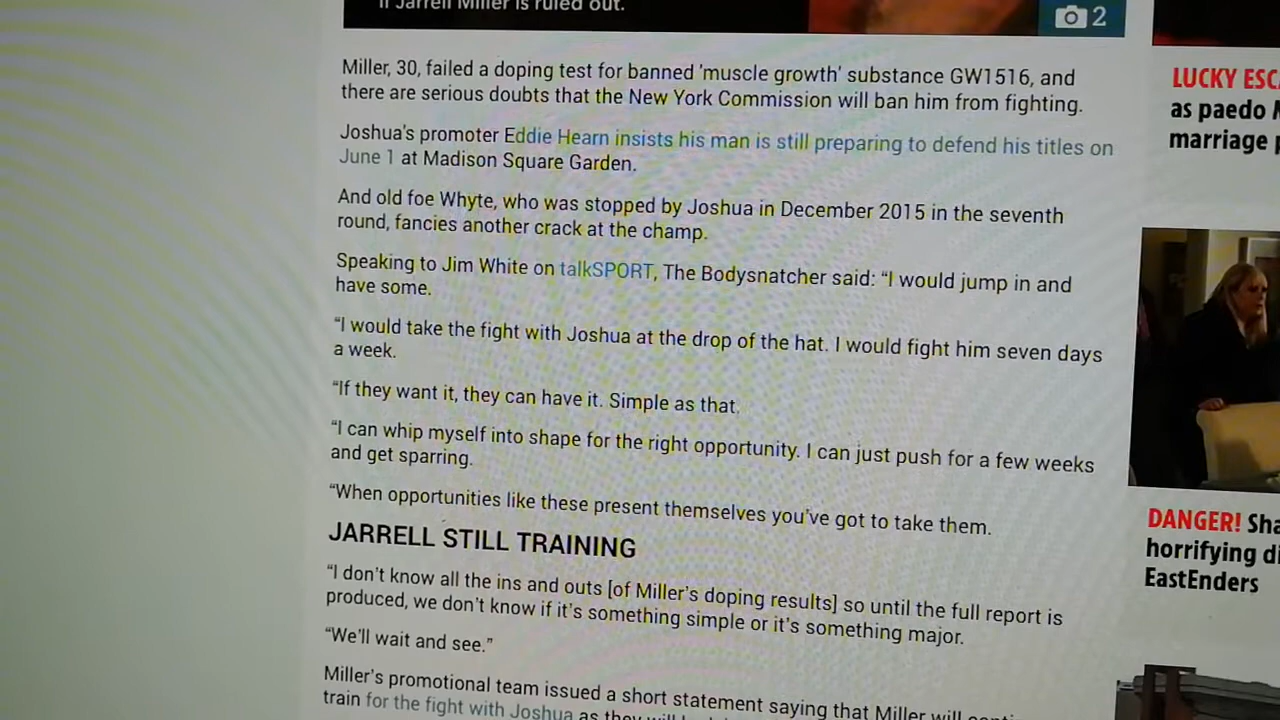 If Jarrell Miller is ruled out.
2
Miller, 30, failed a doping test for banned 'muscle growth' substance GW1516, and
there are serious doubts that the New York Commission will ban him from fighting.
Joshua's promoter Eddie Hearn insists his man is still preparing to defend his titles on
June 1 at Madison Square Garden.
And old foe Whyte, who was stopped by Joshua in December 2015 in the seventh
round, fancies another crack at the champ.
Speaking to Jim White on talkSPORT, The Bodysnatcher said: “I would jump in and
have some.
“I would take the fight with Joshua at the drop of the hat. I would fight him seven days
a week.
“If they want it, they can have it. Simple as that.
“I can whip myself into shape for the right opportunity. I can just push for a few weeks
and get sparring.
“When opportunities like these present themselves you’ve got to take them.
JARRELL STILL TRAINING
“I don’t know all the ins and outs [of Miller’s doping results] so until the full report is
produced, we don’t know if it’s something simple or it’s something major.
“We’ll wait and see.”
Miller’s promotional team issued a short statement saying that Miller will
train for the fight with Joshua as they will
LUCKY
as paedo
marriage
DANGER!
horrifying
EastEnders